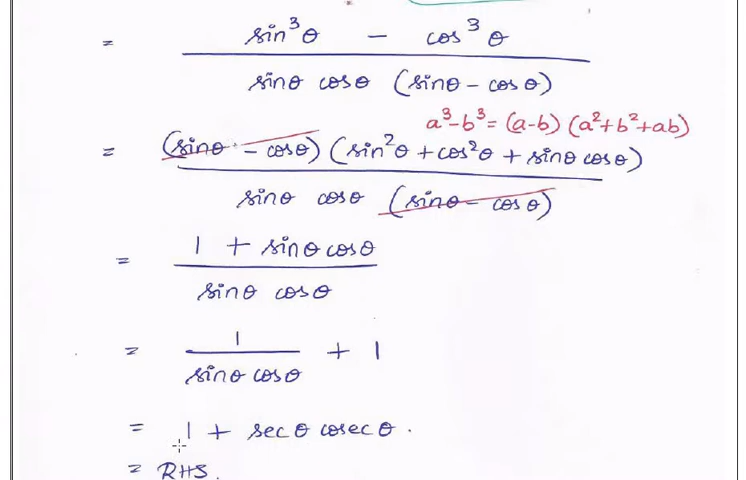 = sin³θ − cos³θ
sinθ cosθ (sinθ − cosθ)
a³−b³ = (a−b) (a²+b²+ab)
= (sinθ − cosθ) (sin²θ + cos²θ + sinθ cosθ)
sinθ cosθ (sinθ − cosθ)
= 1 + sinθ cosθ
sinθ cosθ
= 1 + 1
sinθ cosθ
= 1 + secθ cosecθ .
= RHS.